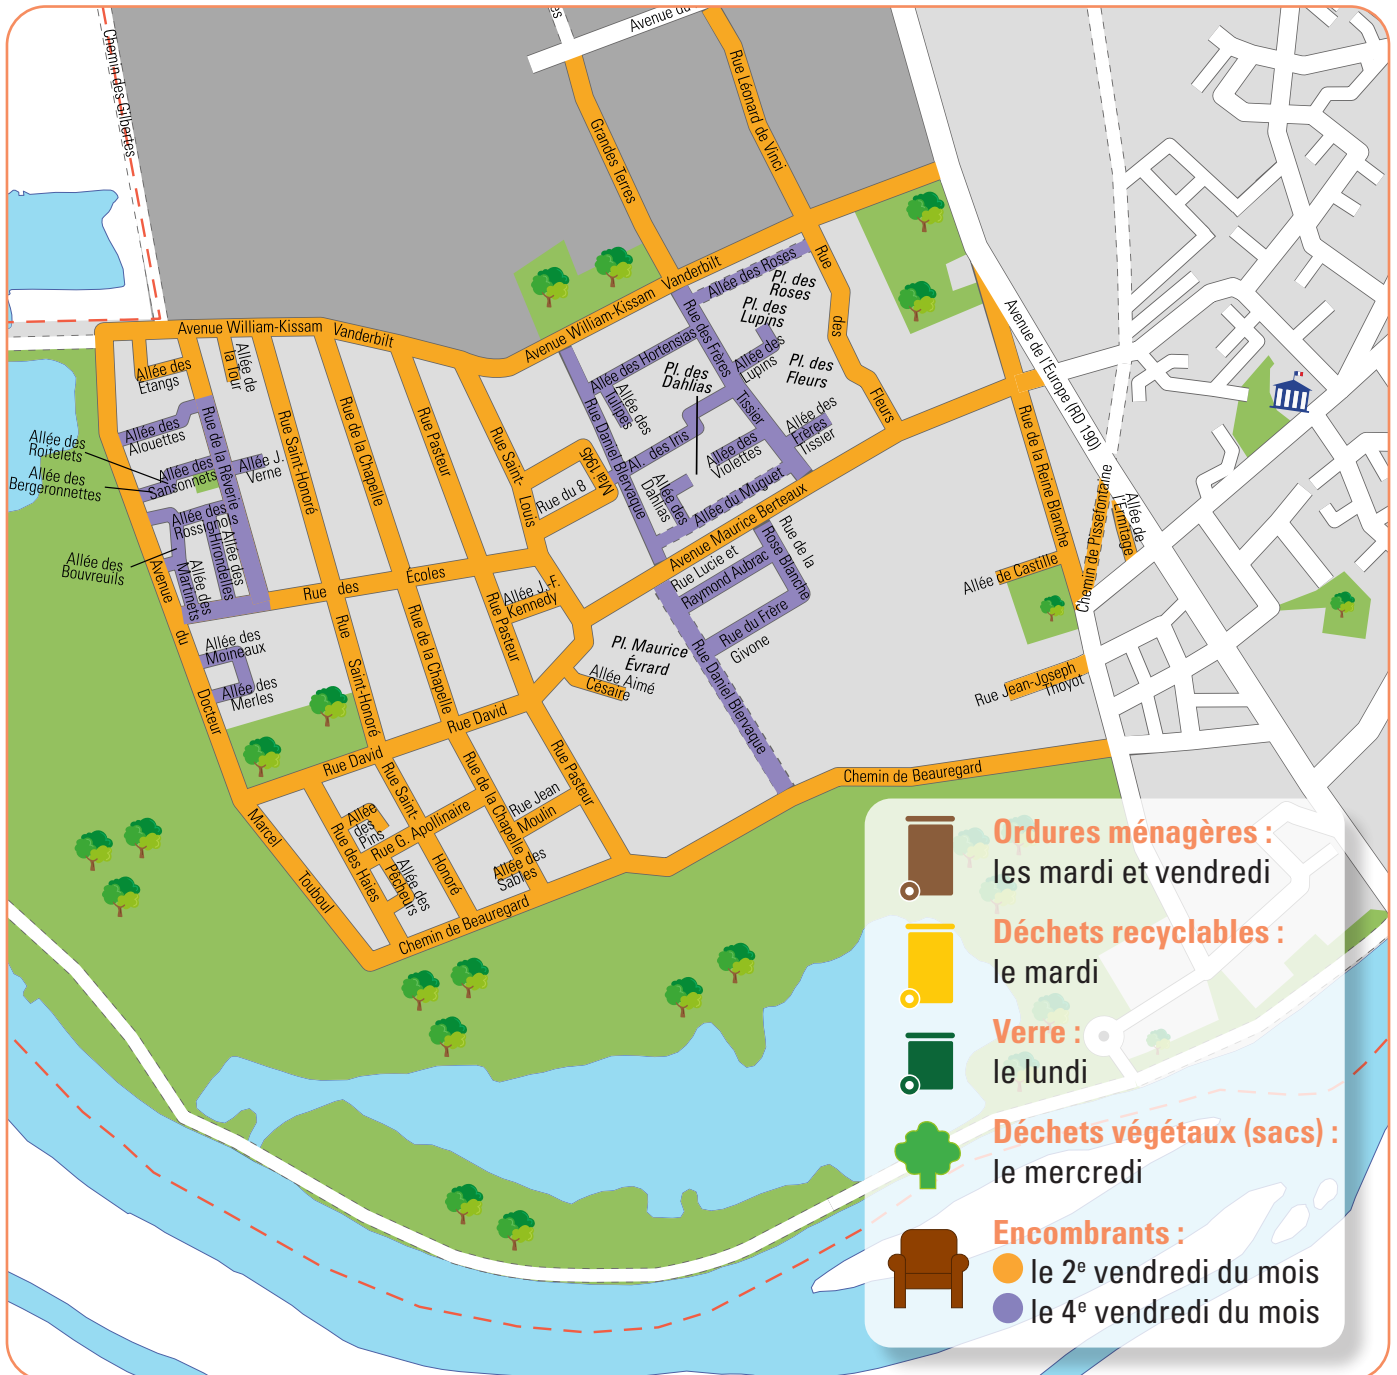 Chemin des Gilbertes
es
Avenue du
Rue Léonard de Vinci
Grandes Terres
Avenue William-Kissam Vanderbilt
Avenue William-Kissam Vanderbilt
Allée des Roses
Pl. des
Roses
Pl. des
Lupins
Rue des Fleurs
Rue des Frères Tissier
Allée des Hortensias
Allée des
Lupins
Pl. des
Dahlias
Pl. des
Fleurs
Allée des
Tulipes
Allée des
Frères
Tissier
Al. des Iris
Allée des
Violettes
Allée des
Dahlias
Allée du Muguet
Rue Daniel Blervaque
Avenue Maurice Berteaux
Avenue de l'Europe (RD 190)
Rue de la Reine Blanche
Chemin de Pissefontaine
Allée de
l'Ermitage
Allée de Castille
Rue Jean-Joseph
Thoyot
Allée des
Étangs
Allée de
la Tour
Allée des
Alouettes
Rue de la Rêverie
Allée des
Roitelets
Allée des
Bergeronnettes
Allée des
Sansonnets
Allée J.
Verne
Allée des
Rossignols
Allée des
Bouvreuils
Allée des
Hirondelles
Allée des
Martinets
Allée des
Moineaux
Allée des
Merles
Rue Saint-Honoré
Rue de la Chapelle
Rue Pasteur
Rue Saint-
Louis
Rue du 8
Mai 1995
Rue des Écoles
Allée J.-F.
Kennedy
Rue Lucie et
Raymond Aubrac
Rue de la
Rose Blanche
Rue du Frère
Givone
Pl. Maurice
Évrard
Allée Aimé
Césaire
Rue Daniel Blervaque
Rue Saint-Honoré
Rue de la Chapelle
Rue Pasteur
Avenue du Docteur Marcel Touboul
Rue David
Rue David
Rue Pasteur
Rue Saint-
Honoré
Rue de la Chapelle
Rue Jean
Moulin
Allée
des
Pins
Rue G. Apollinaire
Rue des Haies
Allée des
Pêcheurs
Allée des
Sables
Chemin de Beauregard
Chemin de Beauregard
Ordures ménagères :
les mardi et vendredi
Déchets recyclables :
le mardi
Verre :
le lundi
Déchets végétaux (sacs) :
le mercredi
Encombrants :
le 2e vendredi du mois
le 4e vendredi du mois